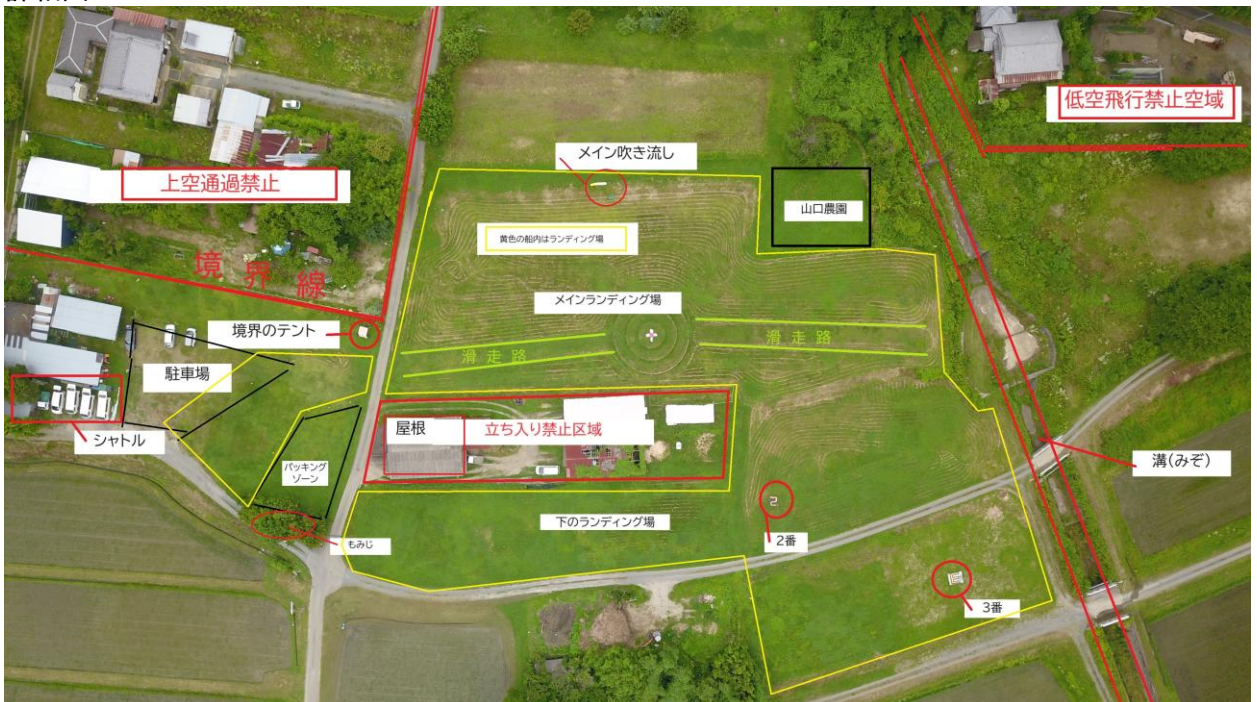 低空飛行禁止空域
メイン吹き流し
上空通過禁止
山口農園
黄色の船内はランディング場
境界線
メインランディング場
境界のテント
滑走路
滑走路
駐車場
屋根
立ち入り禁止区域
シャトル
パッキング
ゾーン
溝(みぞ)
下のランディング場
2
2番
もみじ
3番